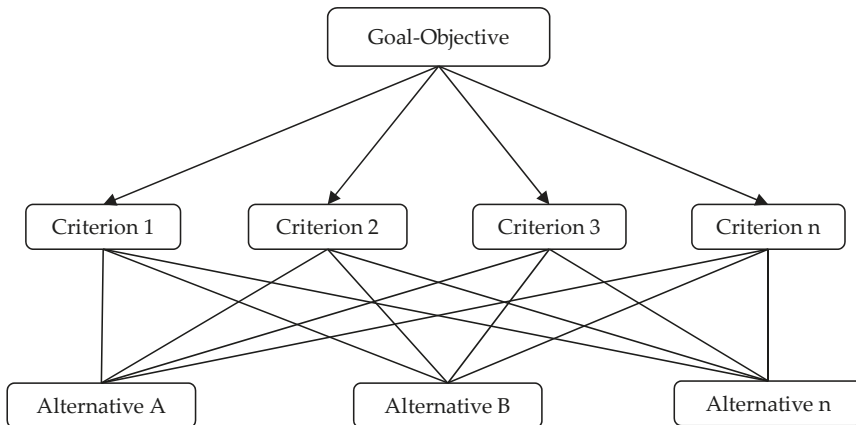 Goal-Objective
Criterion 1
Criterion 2
Criterion 3
Criterion n
Alternative A
Alternative B
Alternative n